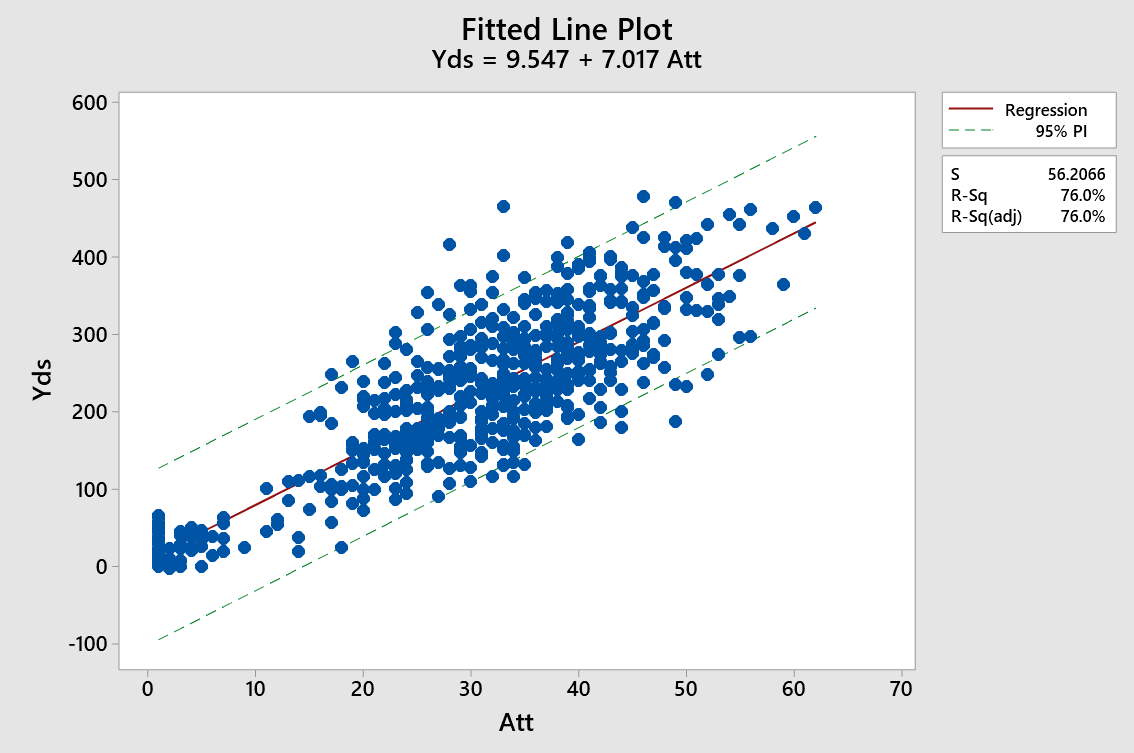 Fitted Line Plot
Yds = 9.547 + 7.017 Att
600
500
400
300
200
100
0
-100
Yds
0 10 20 30 40 50 60 70
Att
Regression
95% PI
S 56.2066
R-Sq 76.0%
R-Sq(adj) 76.0%